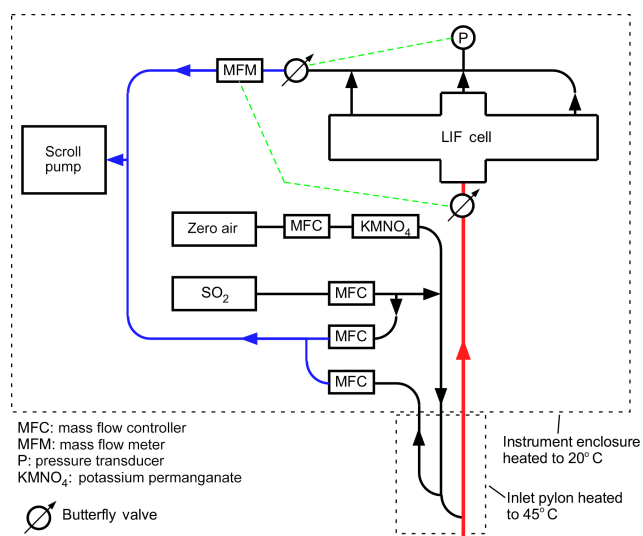 P
MFM
LIF cell
Scroll
pump
Zero air
MFC
KMNO₄
SO₂
MFC
MFC
MFC
MFC: mass flow controller
MFM: mass flow meter
P: pressure transducer
KMNO₄: potassium permanganate
Butterfly valve
Instrument enclosure
heated to 20° C
Inlet pylon heated
to 45° C